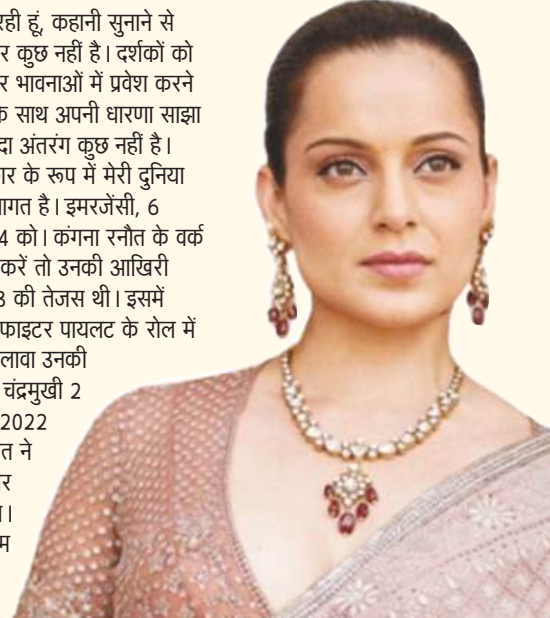 रही हूं, कहानी सुनाने से
र कुछ नहीं है। दर्शकों को
र भावनाओं में प्रवेश करने
के साथ अपनी धारणा साझा
दा अंतरंग कुछ नहीं है।
गर के रूप में मेरी दुनिया
ागत है। इमरजेंसी, 6
4 को। कंगना रनौत के वर्क
करें तो उनकी आखिरी
3 की तेजस थी। इसमें
फाइटर पायलट के रोल में
लावा उनकी
चंद्रमुखी 2
2022
त ने
र
।
म